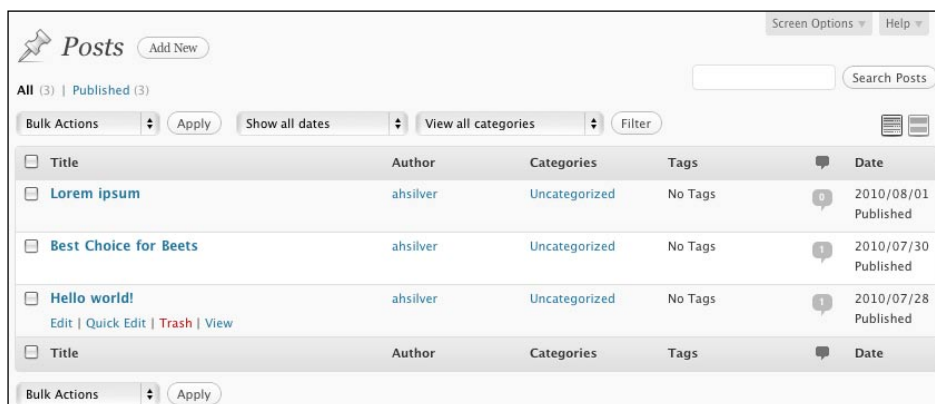 Screen Options Help
Posts Add New
Search Posts
All (3) | Published (3)
Bulk Actions Apply Show all dates View all categories Filter
Title Author Categories Tags Date
Lorem ipsum ahsilver Uncategorized No Tags 0 2010/08/01
Published
Best Choice for Beets ahsilver Uncategorized No Tags 1 2010/07/30
Published
Hello world! ahsilver Uncategorized No Tags 1 2010/07/28
Edit | Quick Edit | Trash | View Published
Title Author Categories Tags Date
Bulk Actions Apply